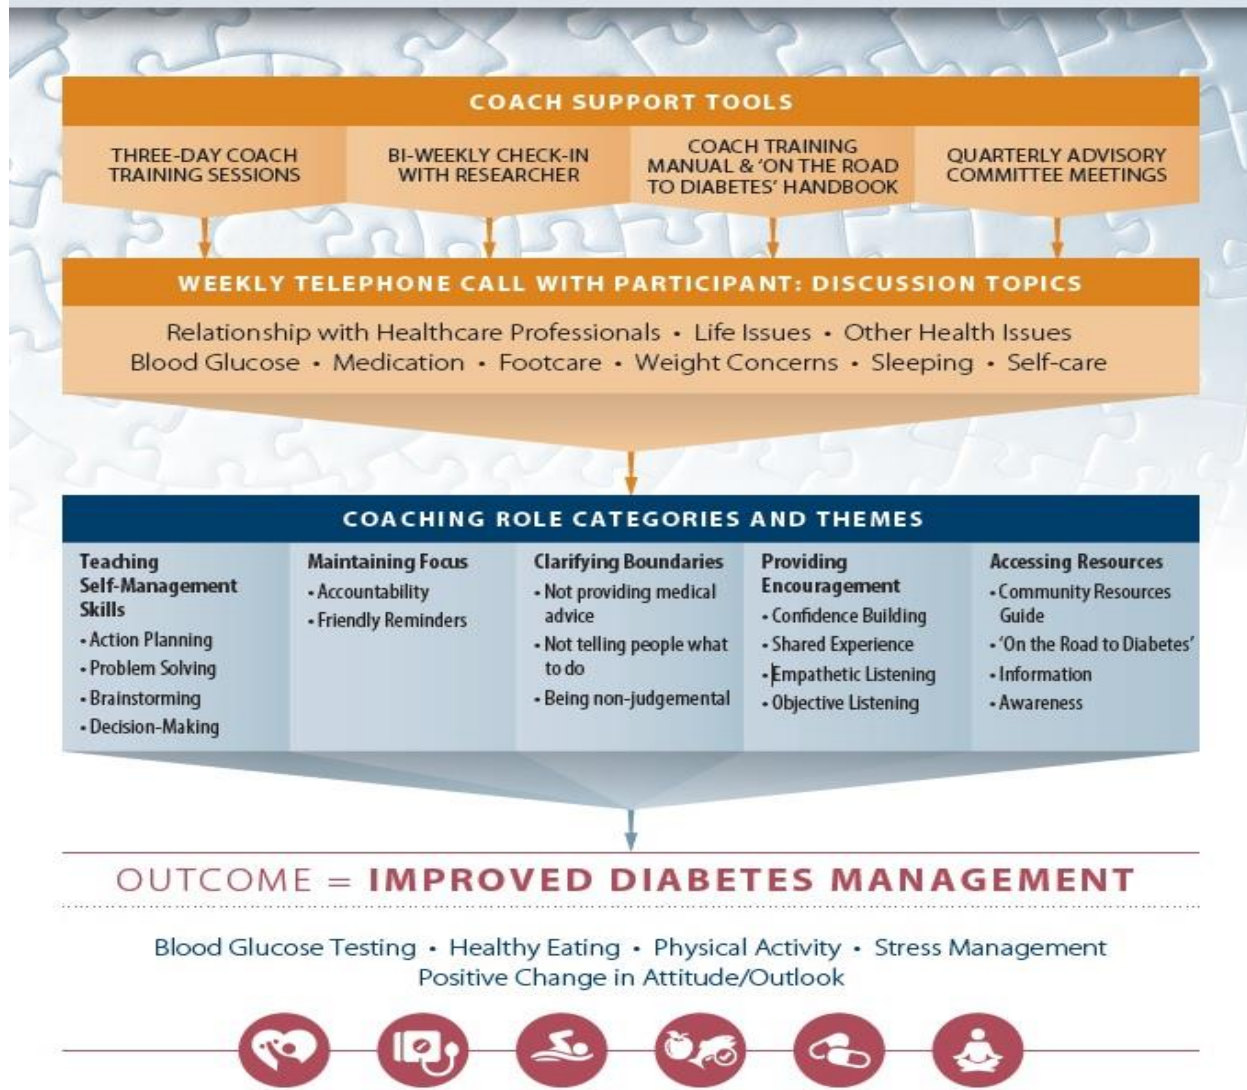 COACH SUPPORT TOOLS
THREE-DAY COACH
TRAINING SESSIONS
BI-WEEKLY CHECK-IN
WITH RESEARCHER
COACH TRAINING
MANUAL & ‘ON THE ROAD
TO DIABETES’ HANDBOOK
QUARTERLY ADVISORY
COMMITTEE MEETINGS
WEEKLY TELEPHONE CALL WITH PARTICIPANT: DISCUSSION TOPICS
Relationship with Healthcare Professionals • Life Issues • Other Health Issues
Blood Glucose • Medication • Footcare • Weight Concerns • Sleeping • Self-care
COACHING ROLE CATEGORIES AND THEMES
Teaching
Self-Management
Skills
• Action Planning
• Problem Solving
• Brainstorming
• Decision-Making
Maintaining Focus
• Accountability
• Friendly Reminders
Clarifying Boundaries
• Not providing medical
advice
• Not telling people what
to do
• Being non-judgemental
Providing
Encouragement
• Confidence Building
• Shared Experience
• Empathetic Listening
• Objective Listening
Accessing Resources
• Community Resources
Guide
• ‘On the Road to Diabetes’
• Information
• Awareness
OUTCOME = IMPROVED DIABETES MANAGEMENT
Blood Glucose Testing • Healthy Eating • Physical Activity • Stress Management
Positive Change in Attitude/Outlook